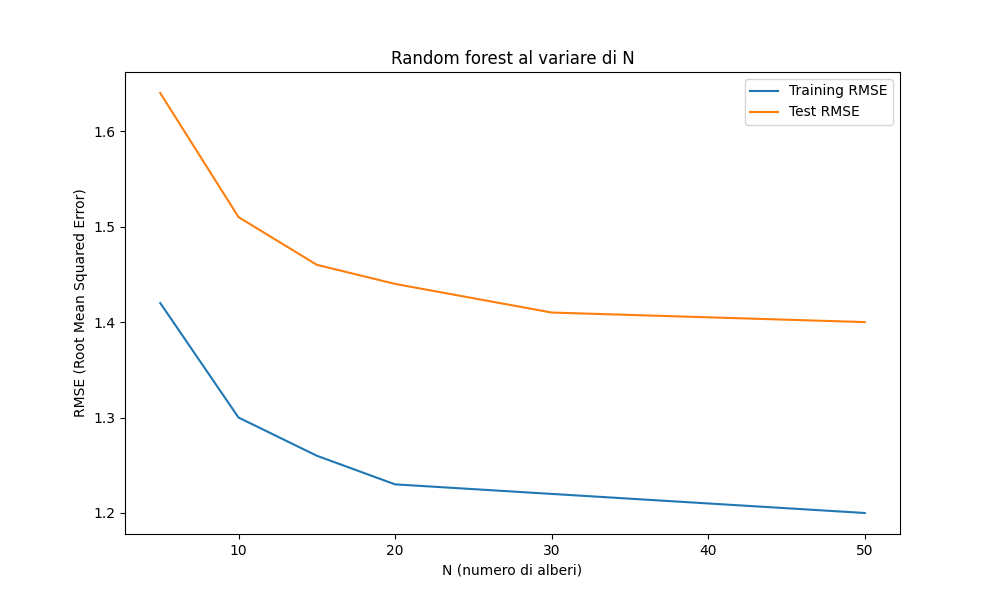 Random forest al variare di N
Training RMSE
Test RMSE
RMSE (Root Mean Squared Error)
1.6
1.5
1.4
1.3
1.2
10 20 30 40 50
N (numero di alberi)